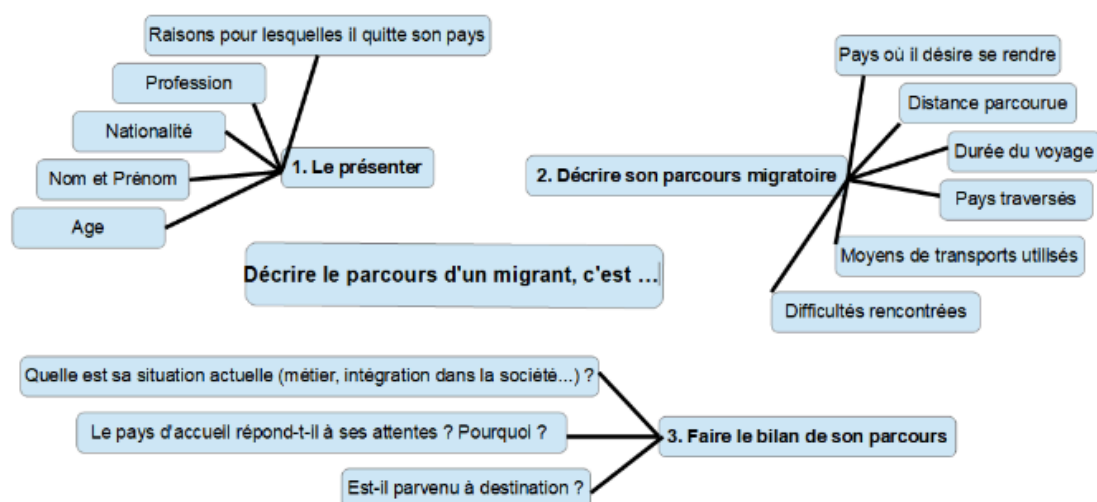 Raisons pour lesquelles il quitte son pays
Profession
Nationalité
Nom et Prénom
Age
1. Le présenter
Pays où il désire se rendre
Distance parcourue
Durée du voyage
2. Décrire son parcours migratoire
Pays traversés
Moyens de transports utilisés
Difficultés rencontrées
Décrire le parcours d'un migrant, c'est ...
Quelle est sa situation actuelle (métier, intégration dans la société...) ?
Le pays d'accueil répond-t-il à ses attentes ? Pourquoi ?
3. Faire le bilan de son parcours
Est-il parvenu à destination ?